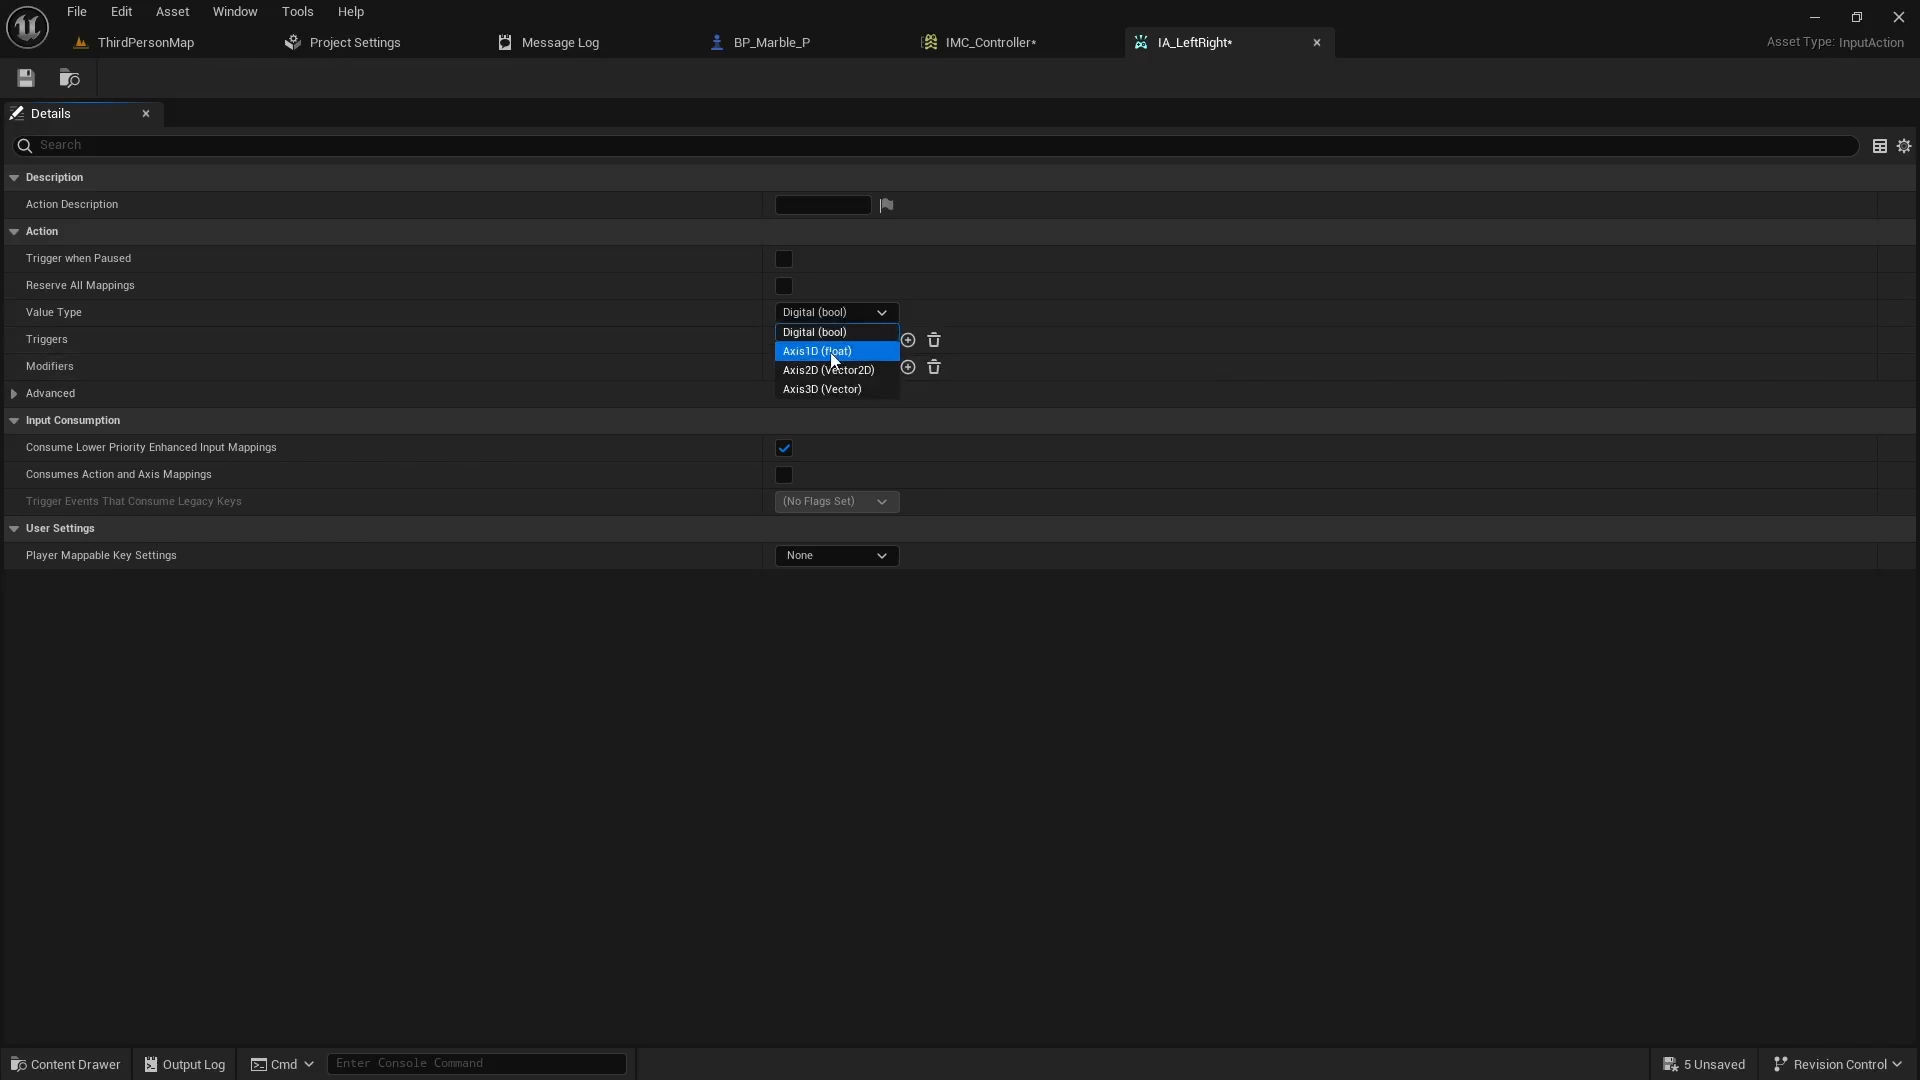 File Edit Asset Window Tools Help
ThirdPersonMap Project Settings Message Log BP_Marble_P IMC_Controller* IA_LeftRight* Asset Type: InputAction
Details
Search
Description
Action Description
Action
Trigger when Paused
Reserve All Mappings
Value Type Digital (bool)
Digital (bool)
Triggers
Axis1D (float)
Modifiers
Axis2D (Vector2D)
Axis3D (Vector)
Advanced
Input Consumption
Consume Lower Priority Enhanced Input Mappings
Consumes Action and Axis Mappings
Trigger Events That Consume Legacy Keys (No Flags Set)
User Settings
Player Mappable Key Settings None
Content Drawer Output Log Cmd Enter Console Command 5 Unsaved Revision Control